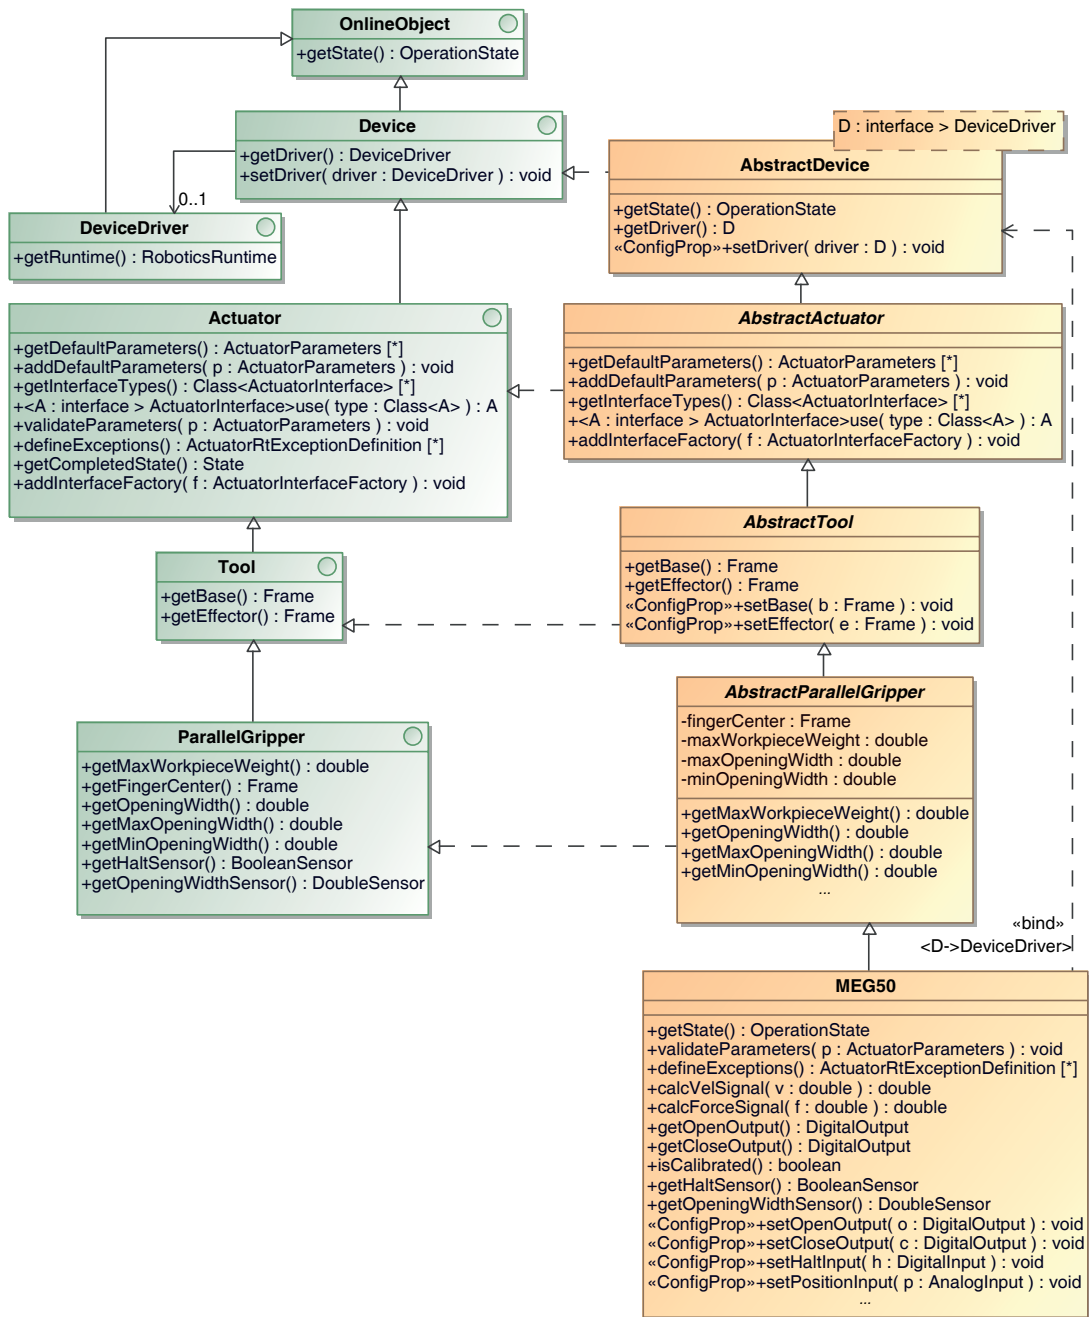 OnlineObject
+getState() : OperationState
Device
+getDriver() : DeviceDriver
+setDriver( driver : DeviceDriver ) : void
D : interface > DeviceDriver
AbstractDevice
+getState() : OperationState
+getDriver() : D
«ConfigProp»+setDriver( driver : D ) : void
0..1
DeviceDriver
+getRuntime() : RoboticsRuntime
Actuator
+getDefaultParameters() : ActuatorParameters [*]
+addDefaultParameters( p : ActuatorParameters ) : void
+getInterfaceTypes() : Class<ActuatorInterface> [*]
+<A : interface > ActuatorInterface>use( type : Class<A> ) : A
+validateParameters( p : ActuatorParameters ) : void
+defineExceptions() : ActuatorRtExceptionDefinition [*]
+getCompletedState() : State
+addInterfaceFactory( f : ActuatorInterfaceFactory ) : void
AbstractActuator
+getDefaultParameters() : ActuatorParameters [*]
+addDefaultParameters( p : ActuatorParameters ) : void
+getInterfaceTypes() : Class<ActuatorInterface> [*]
+<A : interface > ActuatorInterface>use( type : Class<A> ) : A
+addInterfaceFactory( f : ActuatorInterfaceFactory ) : void
Tool
+getBase() : Frame
+getEffector() : Frame
AbstractTool
+getBase() : Frame
+getEffector() : Frame
«ConfigProp»+setBase( b : Frame ) : void
«ConfigProp»+setEffector( e : Frame ) : void
ParallelGripper
+getMaxWorkpieceWeight() : double
+getFingerCenter() : Frame
+getOpeningWidth() : double
+getMaxOpeningWidth() : double
+getMinOpeningWidth() : double
+getHaltSensor() : BooleanSensor
+getOpeningWidthSensor() : DoubleSensor
AbstractParallelGripper
-fingerCenter : Frame
-maxWorkpieceWeight : double
-maxOpeningWidth : double
-minOpeningWidth : double
+getMaxWorkpieceWeight() : double
+getOpeningWidth() : double
+getMaxOpeningWidth() : double
+getMinOpeningWidth() : double
...
«bind»
<D->DeviceDriver>
MEG50
+getState() : OperationState
+validateParameters( p : ActuatorParameters ) : void
+defineExceptions() : ActuatorRtExceptionDefinition [*]
+calcVelSignal( v : double ) : double
+calcForceSignal( f : double ) : double
+getOpenOutput() : DigitalOutput
+getCloseOutput() : DigitalOutput
+isCalibrated() : boolean
+getHaltSensor() : BooleanSensor
+getOpeningWidthSensor() : DoubleSensor
«ConfigProp»+setOpenOutput( o : DigitalOutput ) : void
«ConfigProp»+setCloseOutput( c : DigitalOutput ) : void
«ConfigProp»+setHaltInput( h : DigitalInput ) : void
«ConfigProp»+setPositionInput( p : AnalogInput ) : void
...